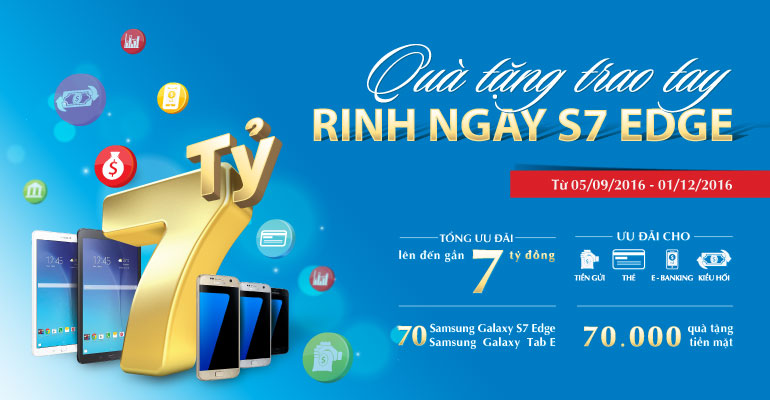 Quà tặng trao tay
RINH NGAY S7 EDGE
Từ 05/09/2016 - 01/12/2016
7 Tỷ
TỔNG ƯU ĐÃI
lên đến gần 7 tỷ đồng
ƯU ĐÃI CHO
TIỀN GỬI THẺ E - BANKING KIỀU HỐI
70 Samsung Galaxy S7 Edge
Samsung Galaxy Tab E
70.000 quà tặng
tiền mặt